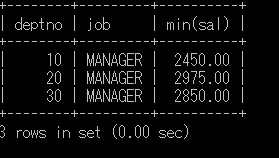 +--------+---------+----------+
| deptno | job | min(sal) |
+--------+---------+----------+
| 10 | MANAGER | 2450.00 |
| 20 | MANAGER | 2975.00 |
| 30 | MANAGER | 2850.00 |
+--------+---------+----------+
3 rows in set (0.00 sec)